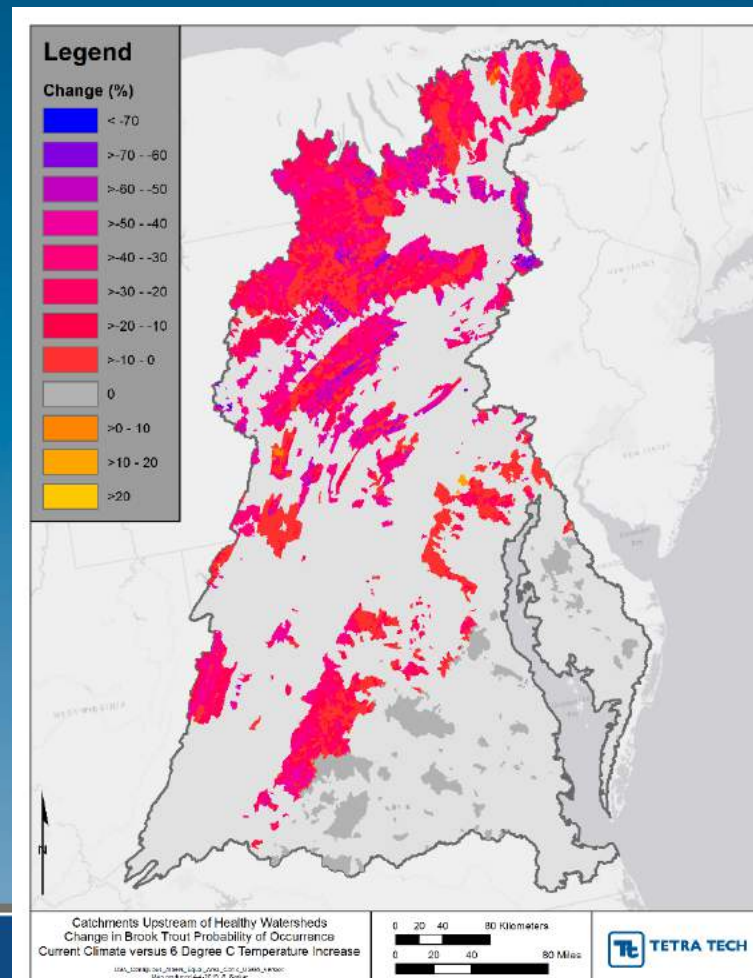 Legend
Change (%)
< -70
>-70 - -60
>-60 - -50
>-50 - -40
>-40 - -30
>-30 - -20
>-20 - -10
>-10 - 0
0
>0 - 10
>10 - 20
>20
N
Catchments Upstream of Healthy Watersheds
Change in Brook Trout Probability of Occurrence
Current Climate versus 6 Degree C Temperature Increase
0 20 40 80 Kilometers
0 20 40 80 Miles
Tt TETRA TECH